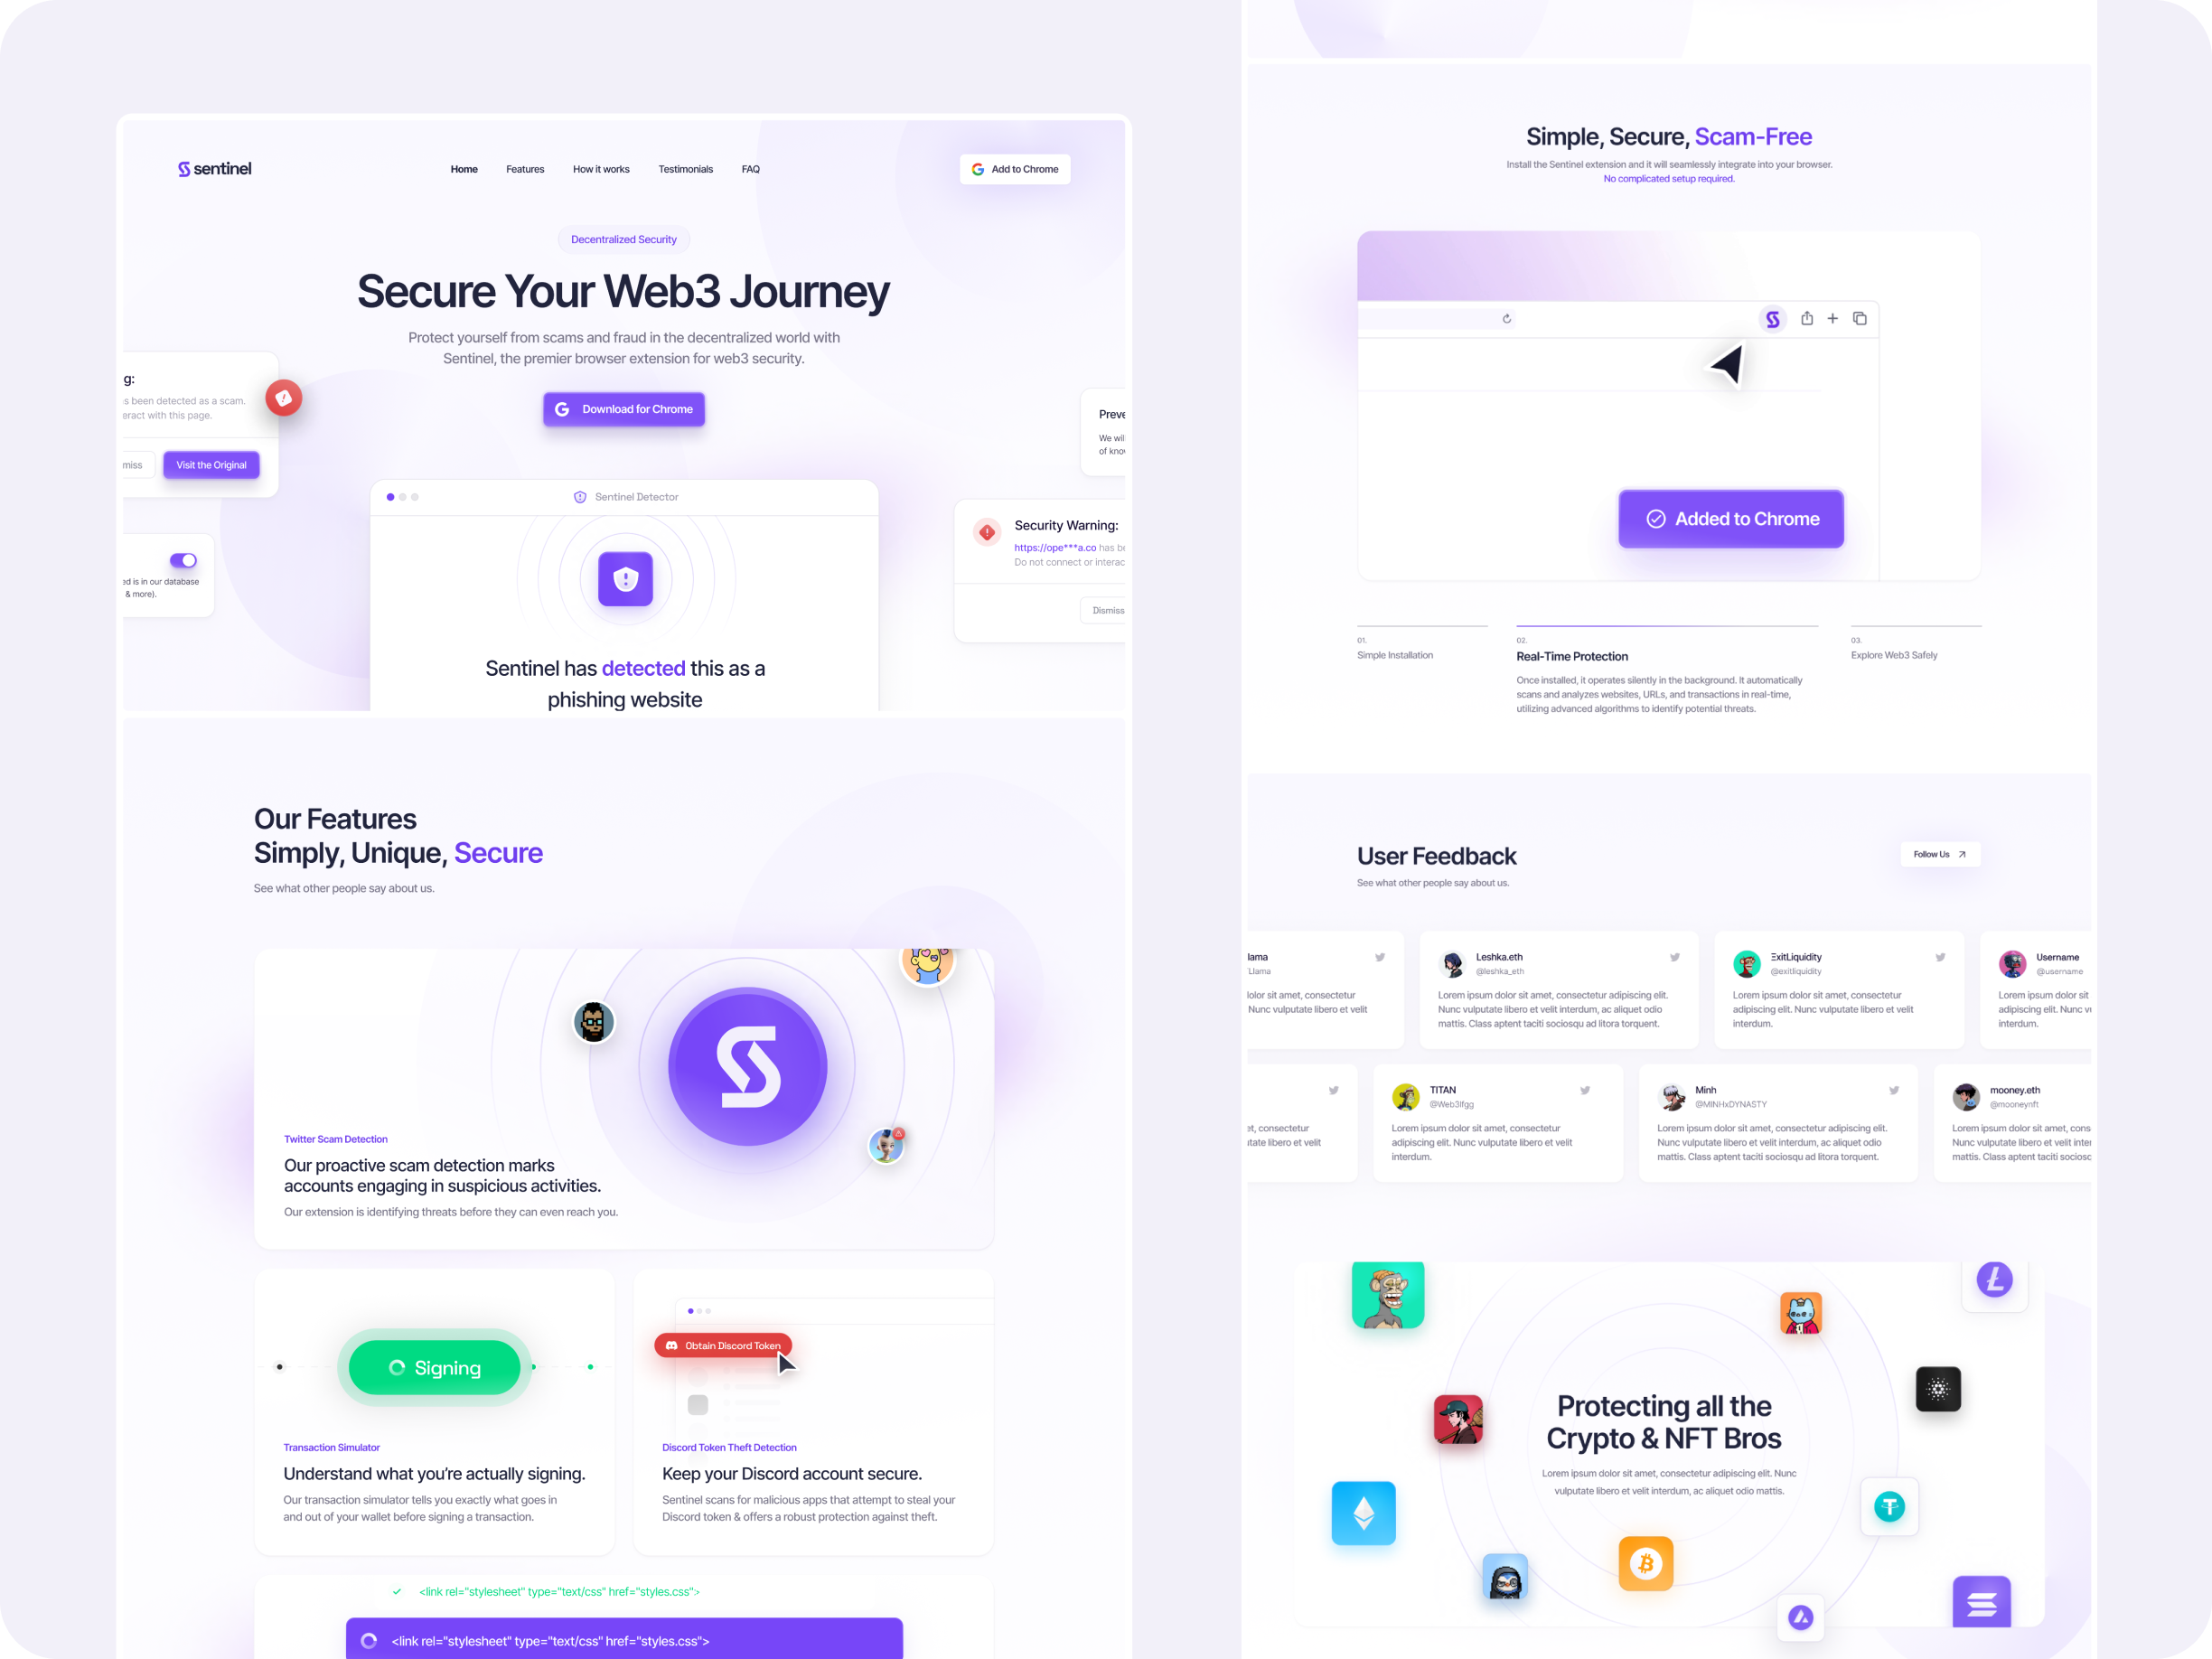 sentinel
Home
Features
How it works
Testimonials
FAQ
Add to Chrome
Decentralized Security
Secure Your Web3 Journey
Protect yourself from scams and fraud in the decentralized world with
Sentinel, the premier browser extension for web3 security.
Download for Chrome
g:
s been detected as a scam.
eract with this page.
miss
Visit the Original
ed is in our database
& more).
Sentinel Detector
Sentinel has detected this as a
phishing website
Preve
We wil
of know
Security Warning:
https://ope***a.co has be
Do not connect or interac
Dismiss
Our Features
Simply, Unique, Secure
See what other people say about us.
Twitter Scam Detection
Our proactive scam detection marks
accounts engaging in suspicious activities.
Our extension is identifying threats before they can even reach you.
Signing
Transaction Simulator
Understand what you’re actually signing.
Our transaction simulator tells you exactly what goes in
and out of your wallet before signing a transaction.
Obtain Discord Token
Discord Token Theft Detection
Keep your Discord account secure.
Sentinel scans for malicious apps that attempt to steal your
Discord token & offers a robust protection against theft.
<link rel="stylesheet" type="text/css" href="styles.css">
<link rel="stylesheet" type="text/css" href="styles.css">
Simple, Secure, Scam-Free
Install the Sentinel extension and it will seamlessly integrate into your browser.
No complicated setup required.
Added to Chrome
01.
Simple Installation
02.
Real-Time Protection
Once installed, it operates silently in the background. It automatically
scans and analyzes websites, URLs, and transactions in real-time,
utilizing advanced algorithms to identify potential threats.
03.
Explore Web3 Safely
User Feedback
See what other people say about us.
Follow Us
lama
Llama
lolor sit amet, consectetur
Nunc vulputate libero et velit
Leshka.eth
@leshka_eth
Lorem ipsum dolor sit amet, consectetur adipiscing elit.
Nunc vulputate libero et velit interdum, ac aliquet odio
mattis. Class aptent taciti sociosqu ad litora torquent.
ΞxitLiquidity
@exitliquidity
Lorem ipsum dolor sit amet, consectetur
adipiscing elit. Nunc vulputate libero et velit
interdum.
Username
@username
Lorem ipsum dolor sit
adipiscing elit. Nunc v
interdum.
et, consectetur
tate libero et velit
TITAN
@Web3lfgg
Lorem ipsum dolor sit amet, consectetur
adipiscing elit. Nunc vulputate libero et velit
interdum.
Minh
@MINHxDYNASTY
Lorem ipsum dolor sit amet, consectetur adipiscing elit.
Nunc vulputate libero et velit interdum, ac aliquet odio
mattis. Class aptent taciti sociosqu ad litora torquent.
mooney.eth
@mooneynft
Lorem ipsum dolor sit amet, cons
Nunc vulputate libero et velit inter
mattis. Class aptent taciti sociosc
Protecting all the
Crypto & NFT Bros
Lorem ipsum dolor sit amet, consectetur adipiscing elit. Nunc
vulputate libero et velit interdum, ac aliquet odio mattis.